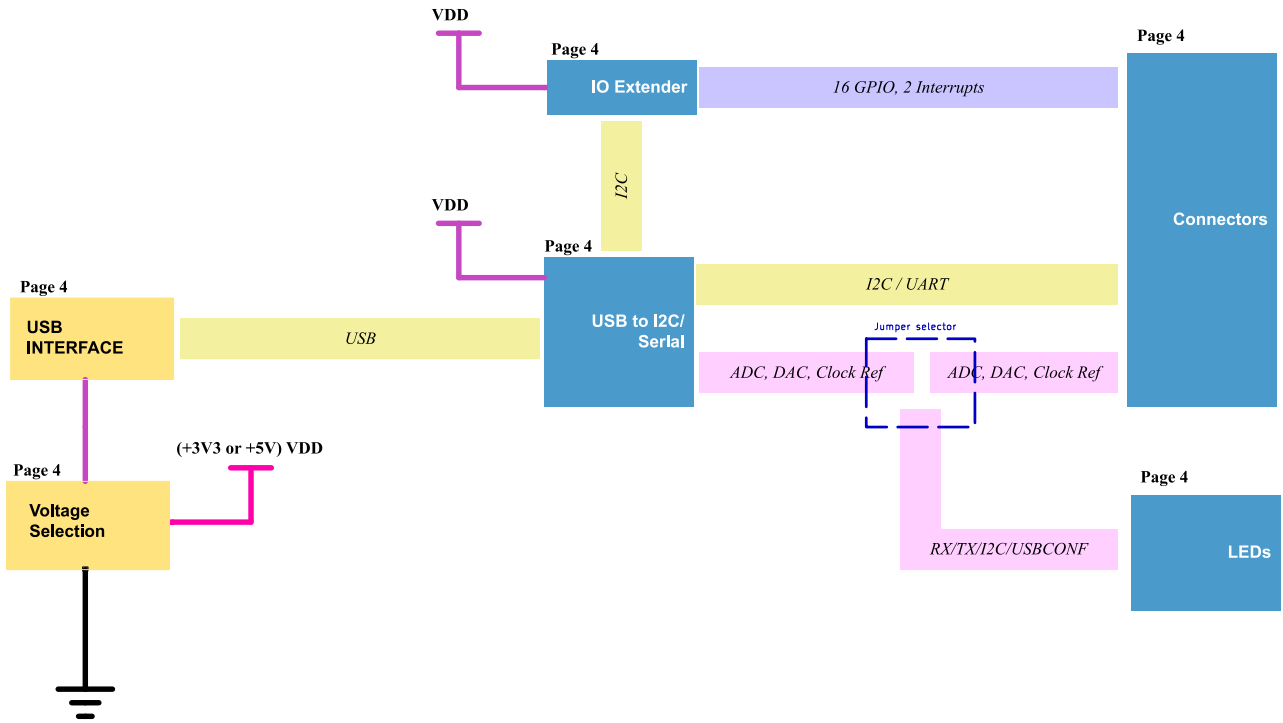 VDD
Page 4
IO Extender
16 GPIO, 2 Interrupts
Page 4
Connectors
I2C
VDD
Page 4
USB to I2C/
Serial
I2C / UART
Page 4
USB
INTERFACE
USB
Jumper selector
ADC, DAC, Clock Ref
ADC, DAC, Clock Ref
(+3V3 or +5V) VDD
Page 4
Voltage
Selection
RX/TX/I2C/USBCONF
Page 4
LEDs